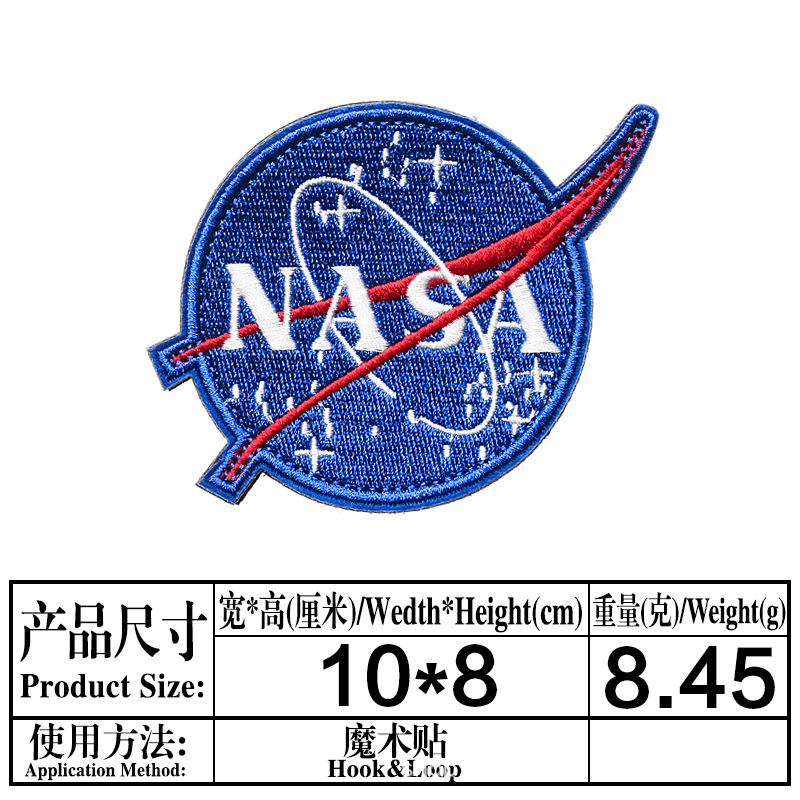 NASA
产品尺寸
Product Size:
宽*高(厘米)/Wedth*Height(cm)
重量(克)/Weight(g)
10*8
8.45
使用方法:
Application Method:
魔术贴
Hook&Loop